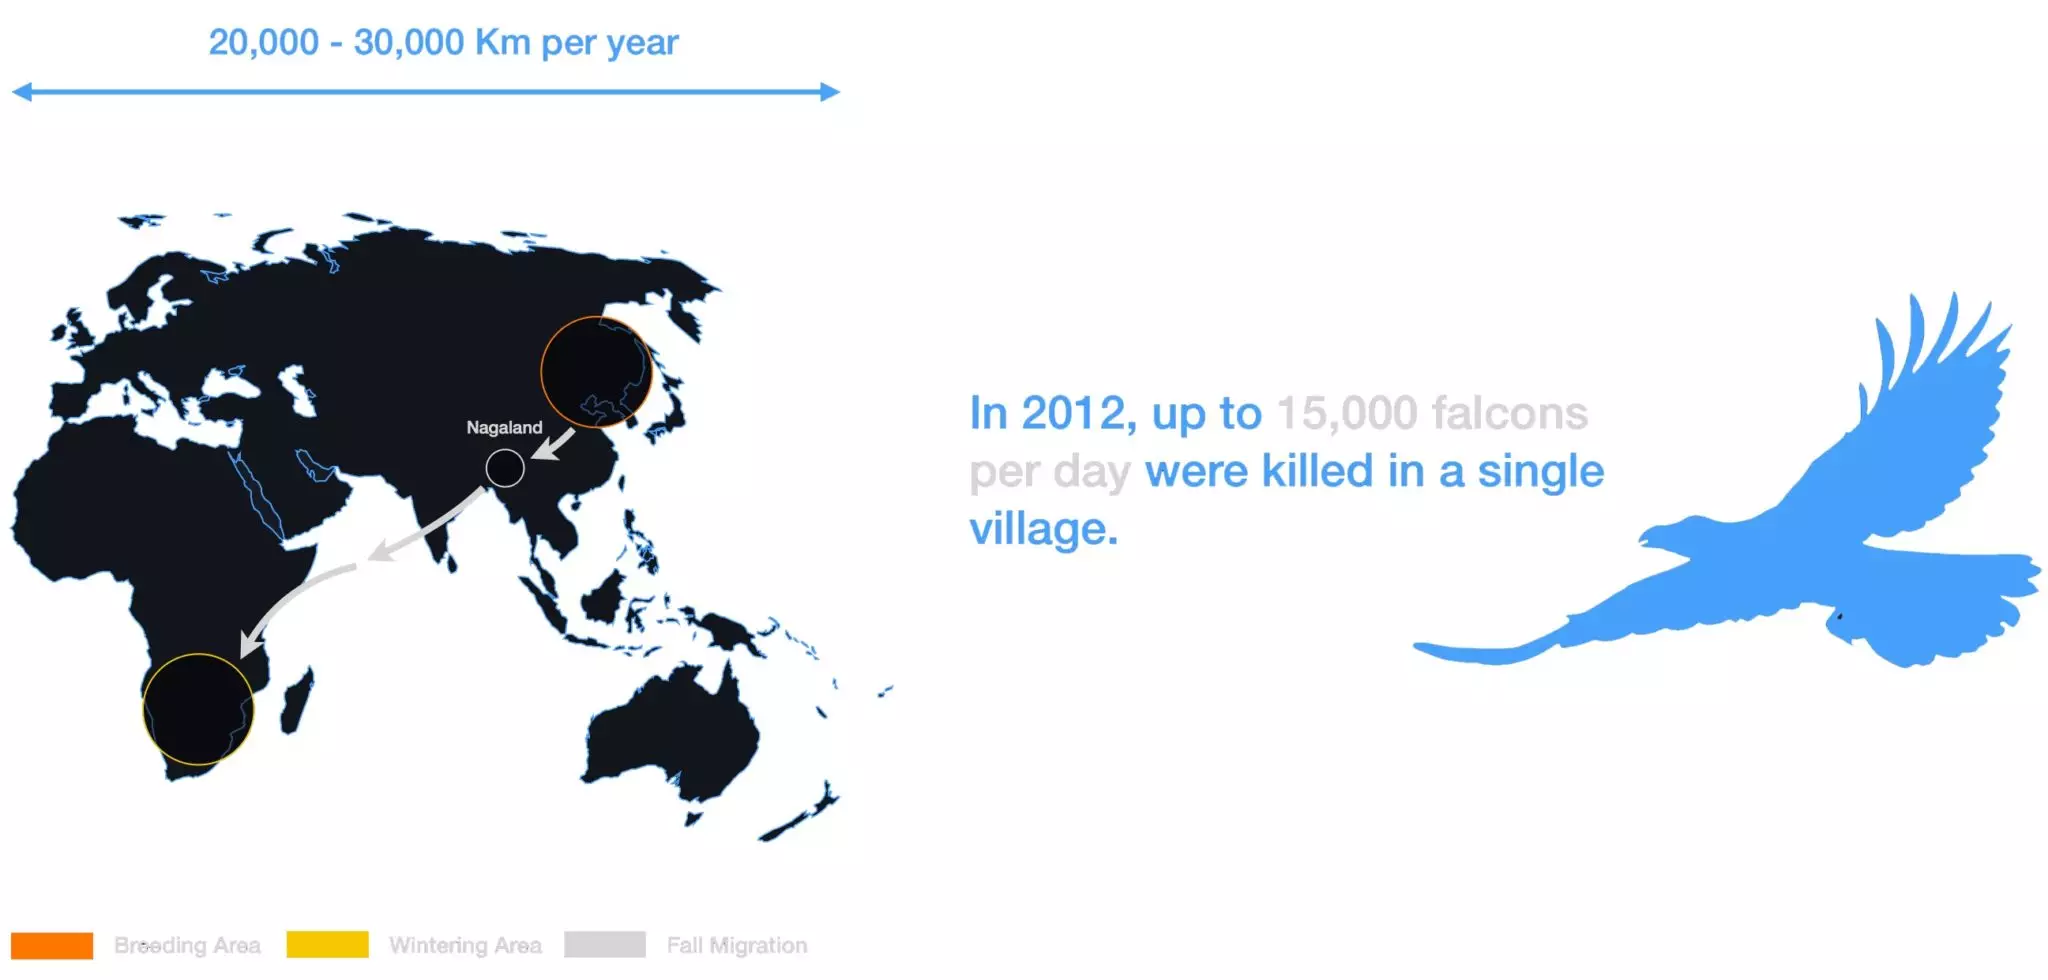 20,000 - 30,000 Km per year
Nagaland
In 2012, up to 15,000 falcons
per day were killed in a single
village.
Breeding Area
Wintering Area
Fall Migration